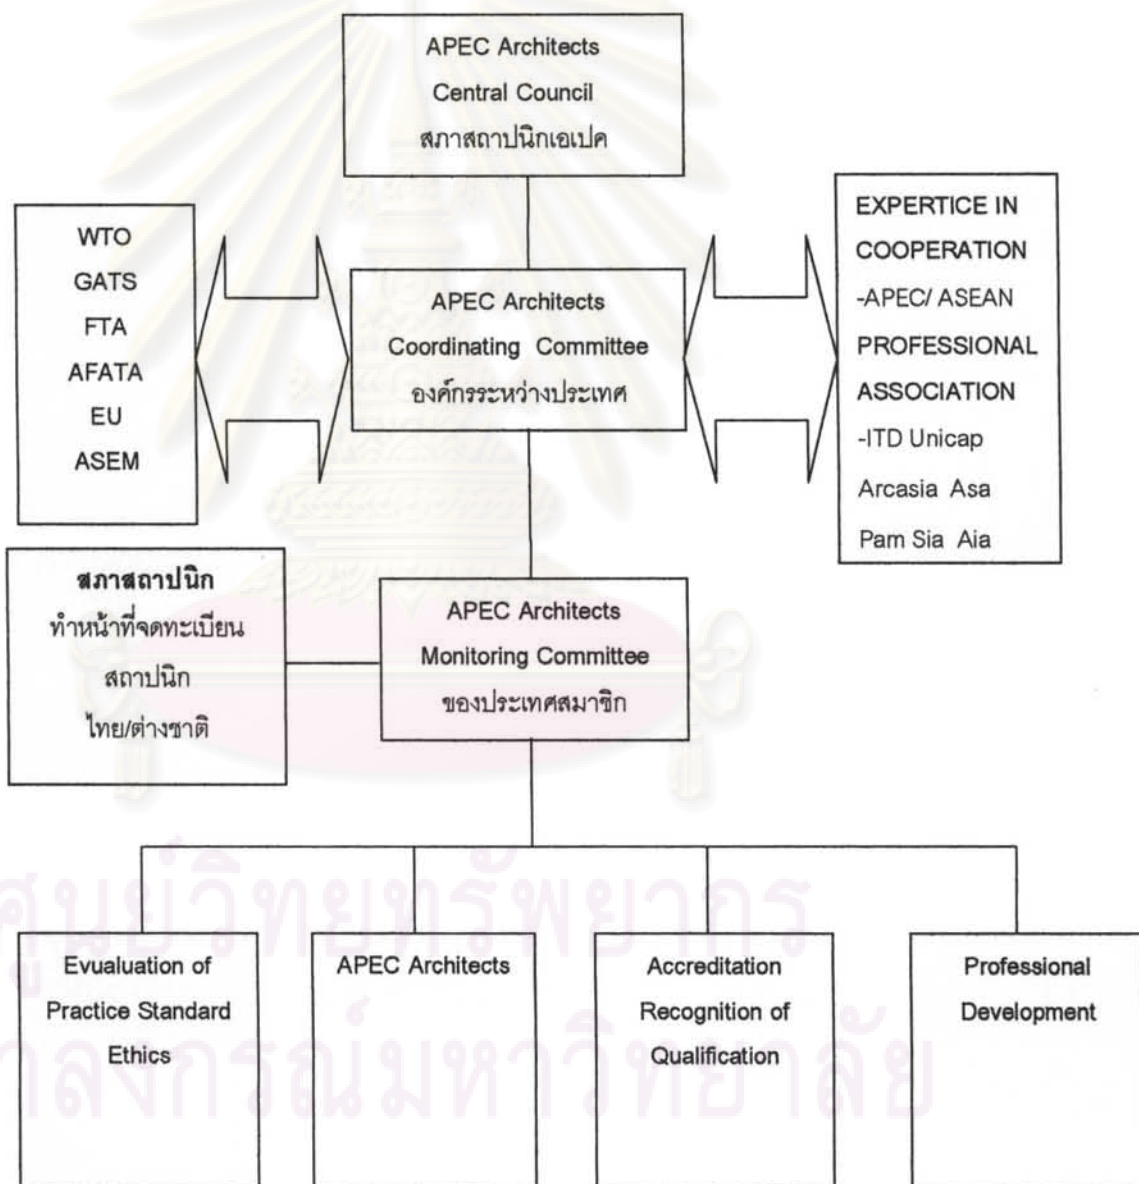 APEC Architects
Central Council
สภาสถาปนิกเอเปค
WTO
GATS
FTA
AFATA
EU
ASEM
APEC Architects
Coordinating Committee
องค์กรระหว่างประเทศ
EXPERTICE IN
COOPERATION
-APEC/ ASEAN
PROFESSIONAL
ASSOCIATION
-ITD Unicap
Arcasia Asa
Pam Sia Aia
สภาสถาปนิก
ทำหน้าที่จดทะเบียน
สถาปนิก
ไทย/ต่างชาติ
APEC Architects
Monitoring Committee
ของประเทศสมาชิก
Evualuation of
Practice Standard
Ethics
APEC Architects
Accreditation
Recognition of
Qualification
Professional
Development
ศูนย์วิทยทรัพยากร
าลงกรณ์มหาวิทยาลัย